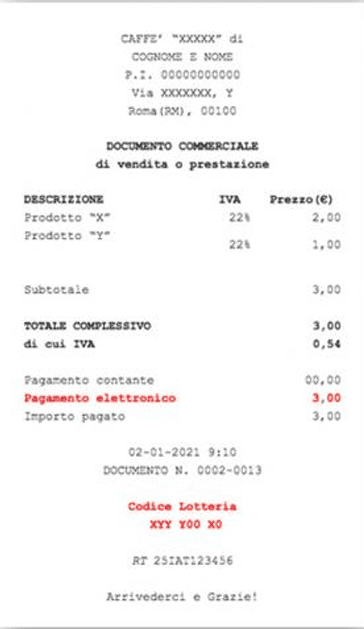 CAFFE' "XXXXX" di
COGNOME E NOME
P.I. 00000000000
Via XXXXXXX, Y
Roma(RM), 00100
DOCUMENTO COMMERCIALE
di vendita o prestazione
DESCRIZIONE IVA Prezzo(€)
Prodotto "X" 22% 2,00
Prodotto "Y" 22% 1,00
Subtotale 3,00
TOTALE COMPLESSIVO 3,00
di cui IVA 0,54
Pagamento contante 00,00
Pagamento elettronico 3,00
Importo pagato 3,00
02-01-2021 9:10
DOCUMENTO N. 0002-0013
Codice Lotteria
XYY Y00 X0
RT 25IAT123456
Arrivederci e Grazie!